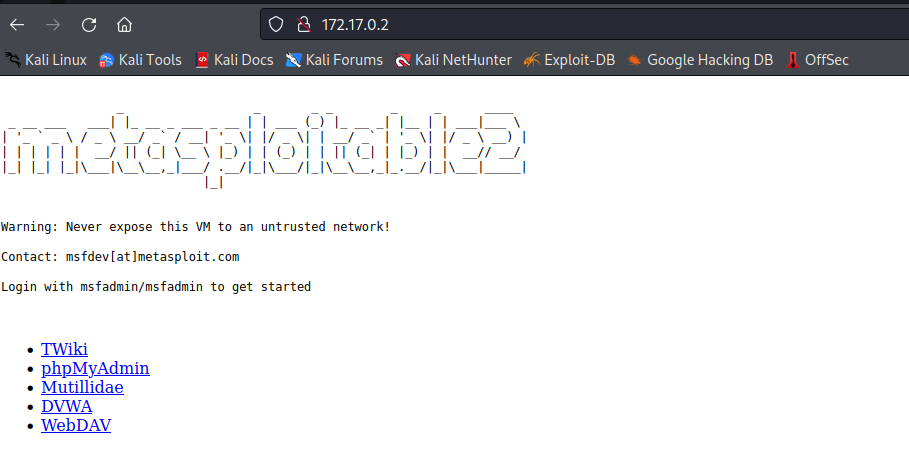 172.17.0.2
Kali Linux Kali Tools Kali Docs Kali Forums Kali NetHunter Exploit-DB Google Hacking DB OffSec
metasploitable2
Warning: Never expose this VM to an untrusted network!
Contact: msfdev[at]metasploit.com
Login with msfadmin/msfadmin to get started
TWiki
phpMyAdmin
Mutillidae
DVWA
WebDAV